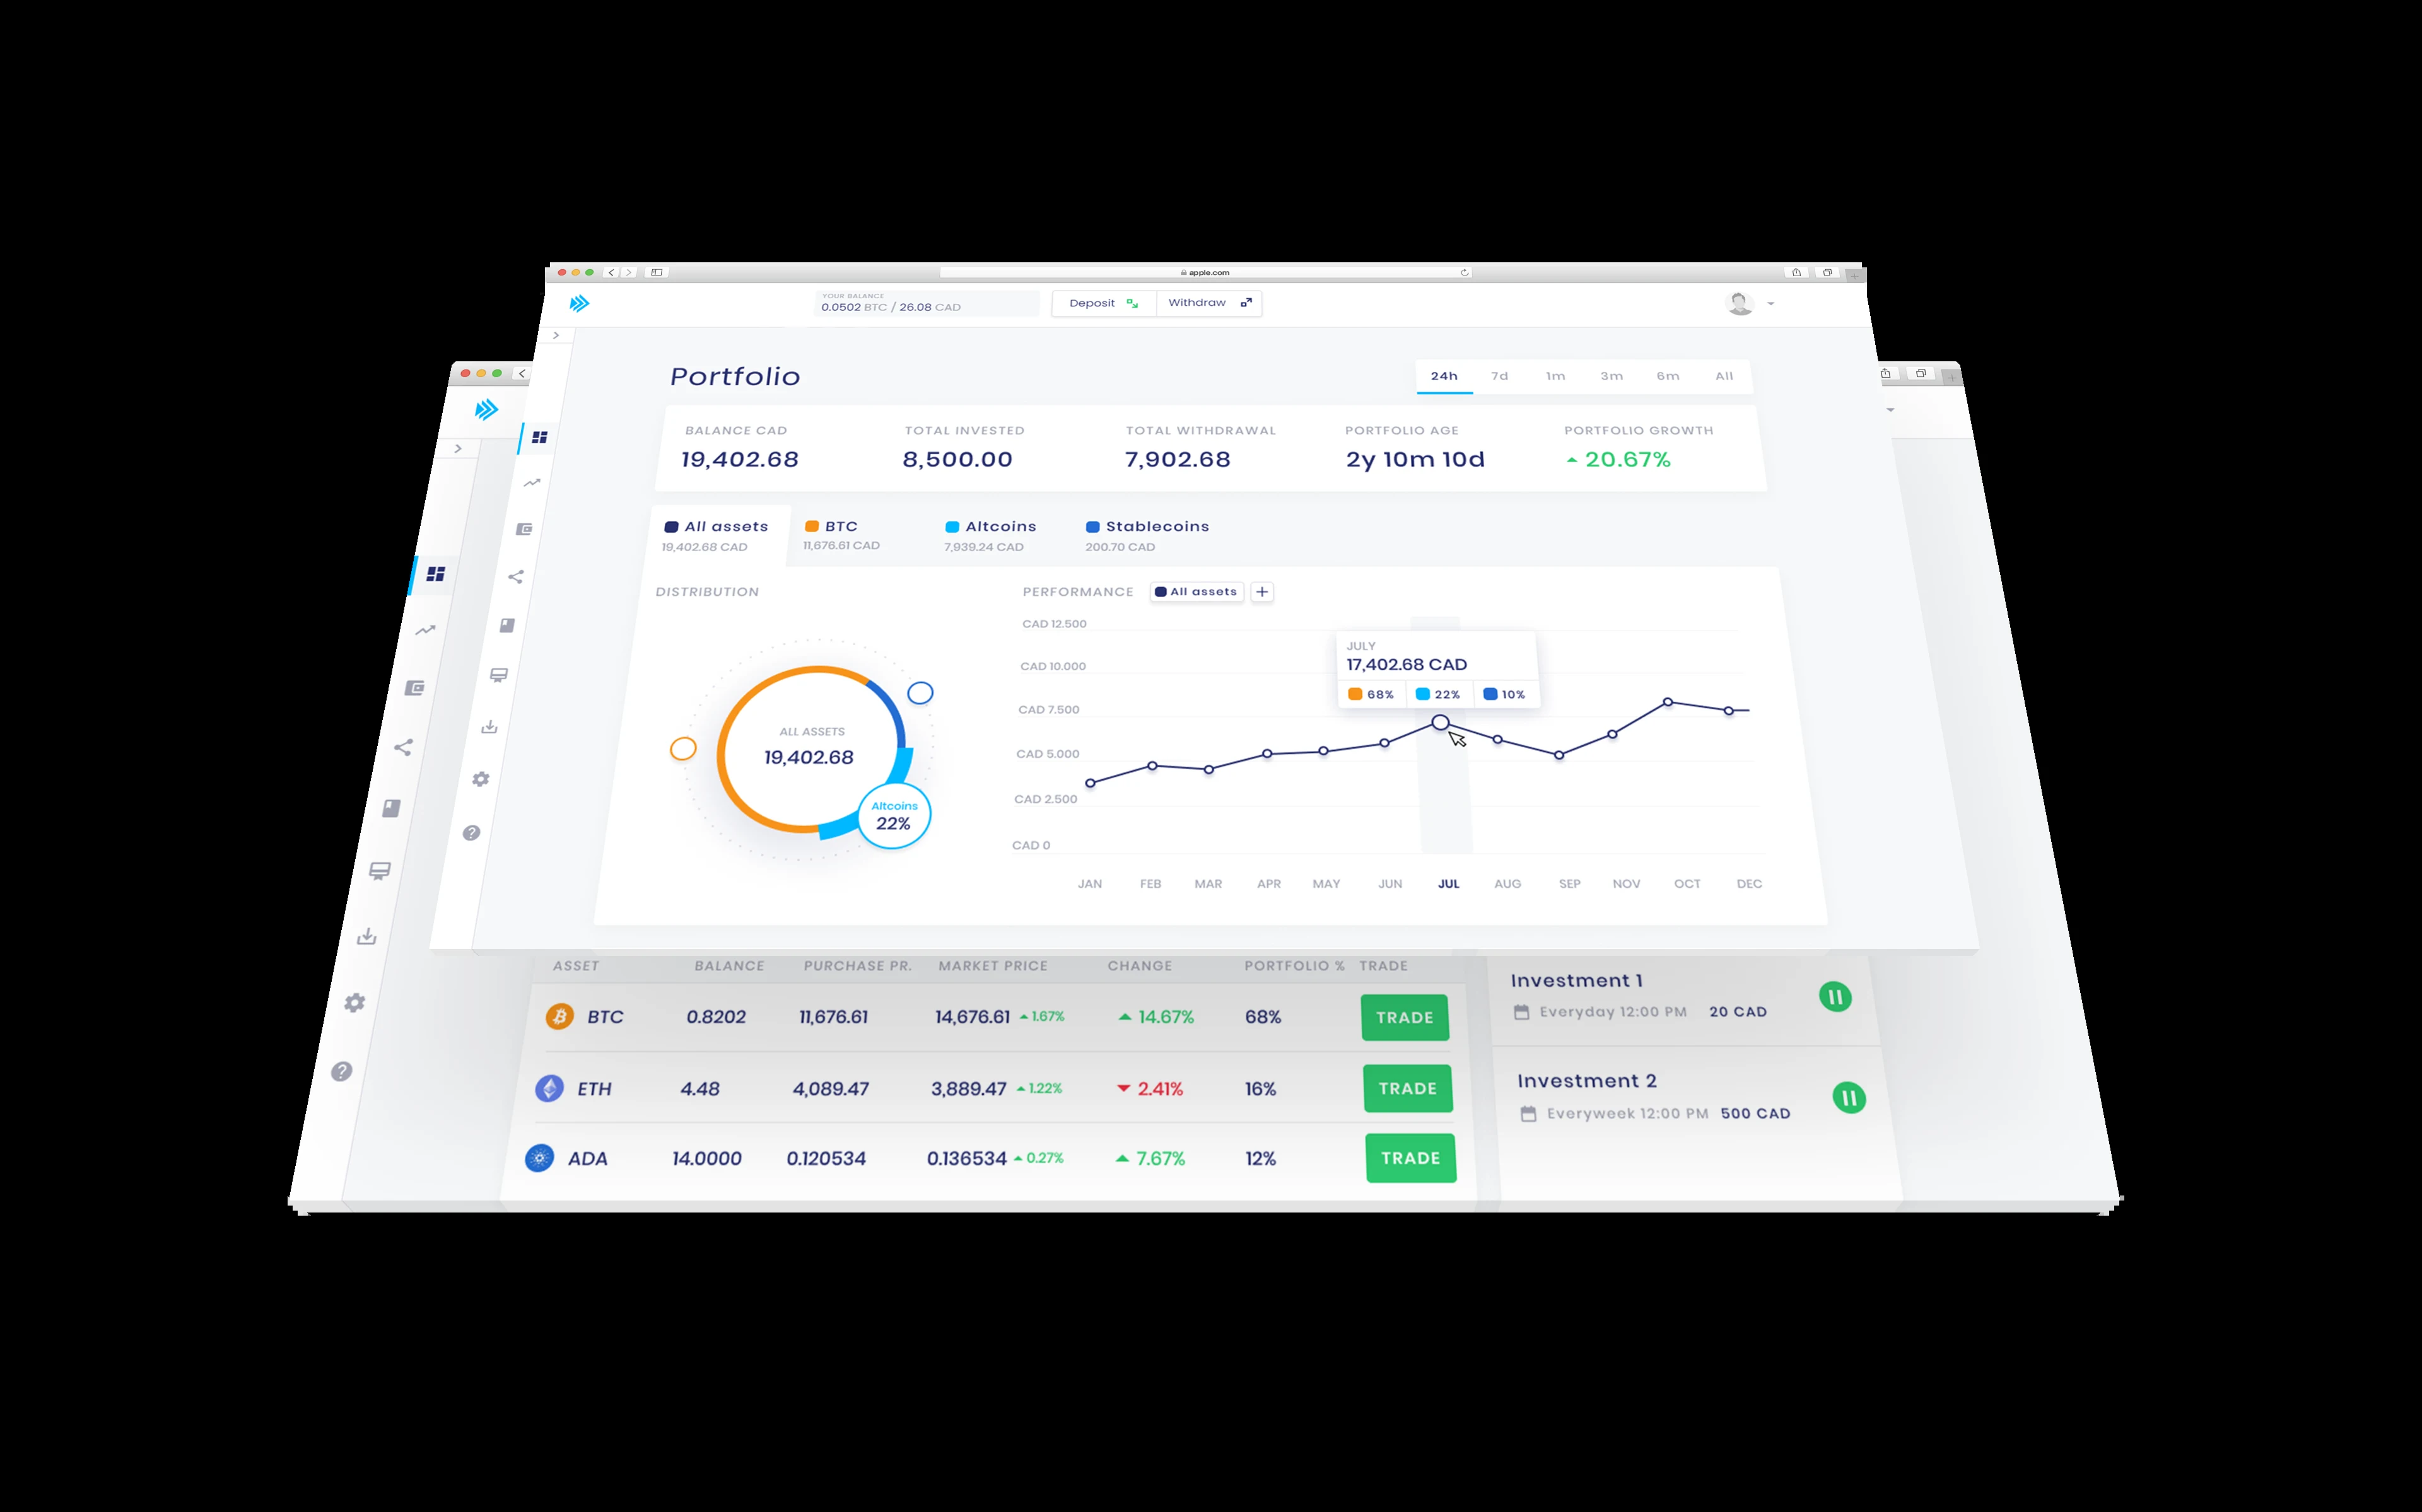 apple.com
YOUR BALANCE
0.0502 BTC / 26.08 CAD
Deposit
Withdraw
Portfolio
24h 7d 1m 3m 6m All
BALANCE CAD TOTAL INVESTED TOTAL WITHDRAWAL PORTFOLIO AGE PORTFOLIO GROWTH
19,402.68 8,500.00 7,902.68 2y 10m 10d 20.67%
All assets BTC Altcoins Stablecoins
19,402.68 CAD 11,676.61 CAD 7,939.24 CAD 200.70 CAD
DISTRIBUTION
ALL ASSETS
19,402.68
Altcoins
22%
PERFORMANCE All assets
CAD 12.500
CAD 10.000
CAD 7.500
CAD 5.000
CAD 2.500
CAD 0
JULY
17,402.68 CAD
68% 22% 10%
JAN FEB MAR APR MAY JUN JUL AUG SEP NOV OCT DEC
ASSET BALANCE PURCHASE PR. MARKET PRICE CHANGE PORTFOLIO % TRADE
BTC 0.8202 11,676.61 14,676.61 1.67% 14.67% 68% TRADE
ETH 4.48 4,089.47 3,889.47 1.22% 2.41% 16% TRADE
ADA 14.0000 0.120534 0.136534 0.27% 7.67% 12% TRADE
Investment 1
Everyday 12:00 PM 20 CAD
Investment 2
Everyweek 12:00 PM 500 CAD